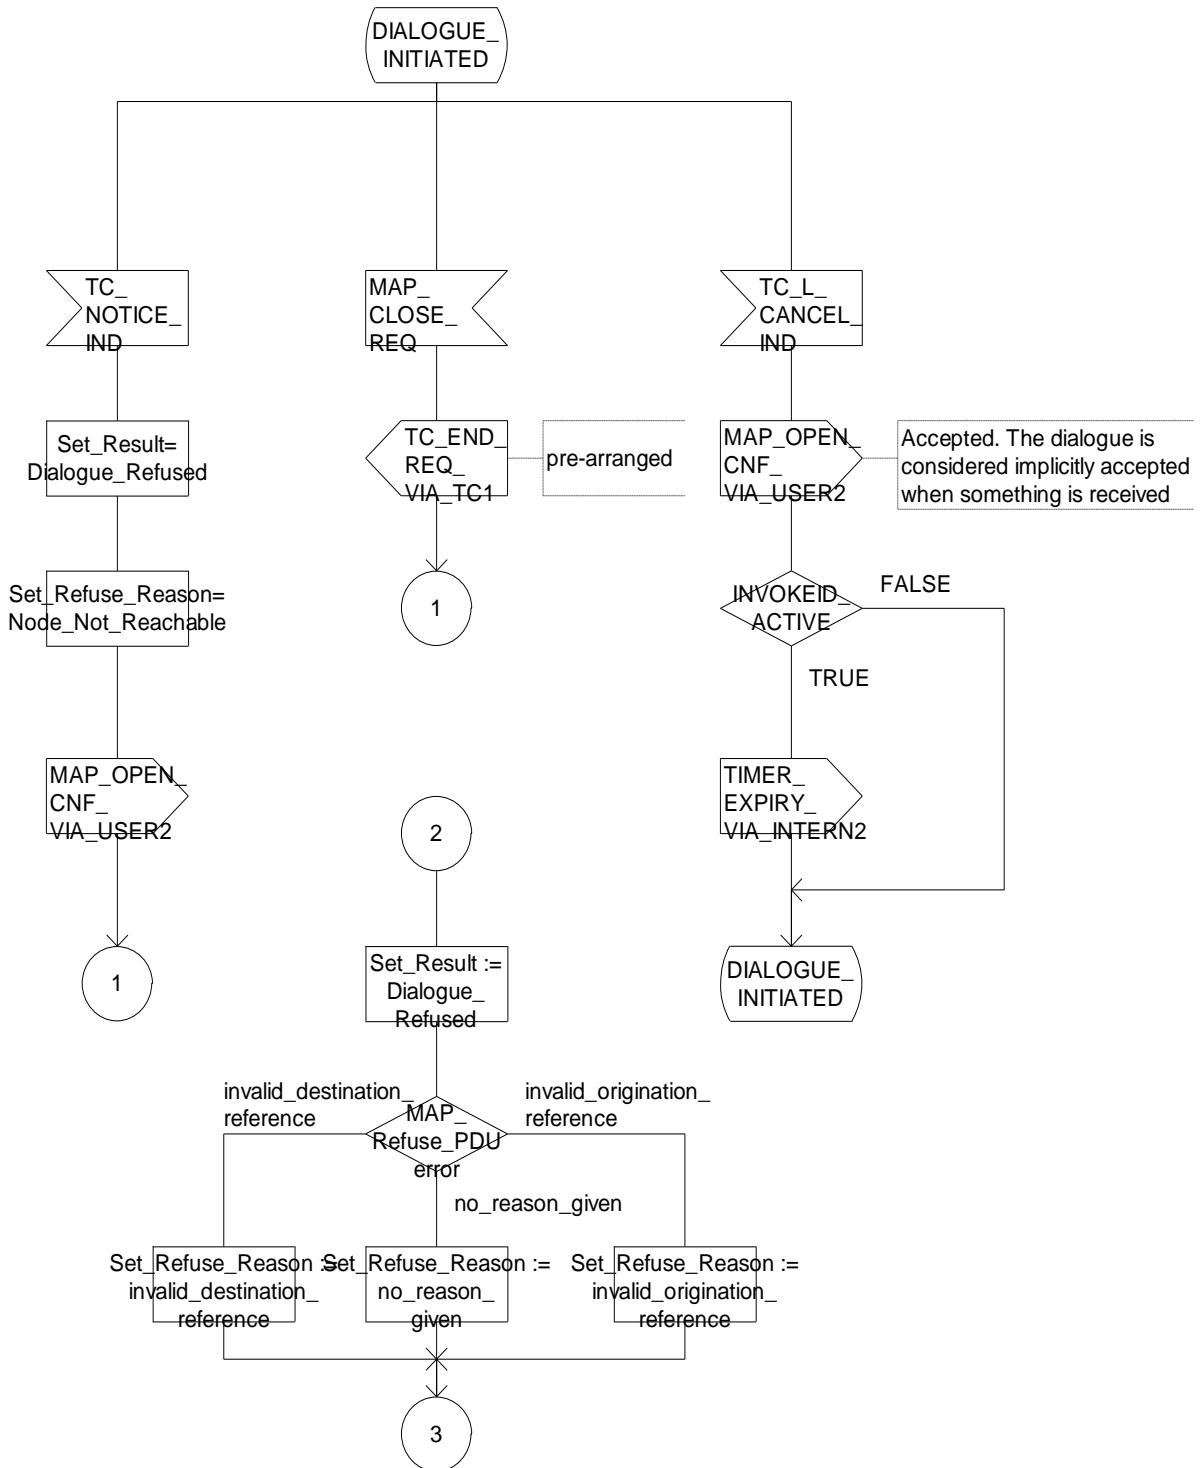 DIALOGUE_
INITIATED
TC_
NOTICE_
IND
MAP_
CLOSE_
REQ
TC_L_
CANCEL_
IND
Set_Result=
Dialogue_Refused
TC_END_
REQ_
VIA_TC1
pre-arranged
MAP_OPEN_
CNF_
VIA_USER2
Accepted. The dialogue is
considered implicitly accepted
when something is received
Set_Refuse_Reason=
Node_Not_Reachable
1
INVOKEID_
ACTIVE
FALSE
TRUE
MAP_OPEN_
CNF_
VIA_USER2
TIMER_
EXPIRY_
VIA_INTERN2
2
1
Set_Result :=
Dialogue_
Refused
DIALOGUE_
INITIATED
invalid_destination_
reference
MAP_
Refuse_PDU
error
invalid_origination_
reference
no_reason_given
Set_Refuse_Reason :=
invalid_destination_
reference
Set_Refuse_Reason :=
no_reason_
given
Set_Refuse_Reason :=
invalid_origination_
reference
3